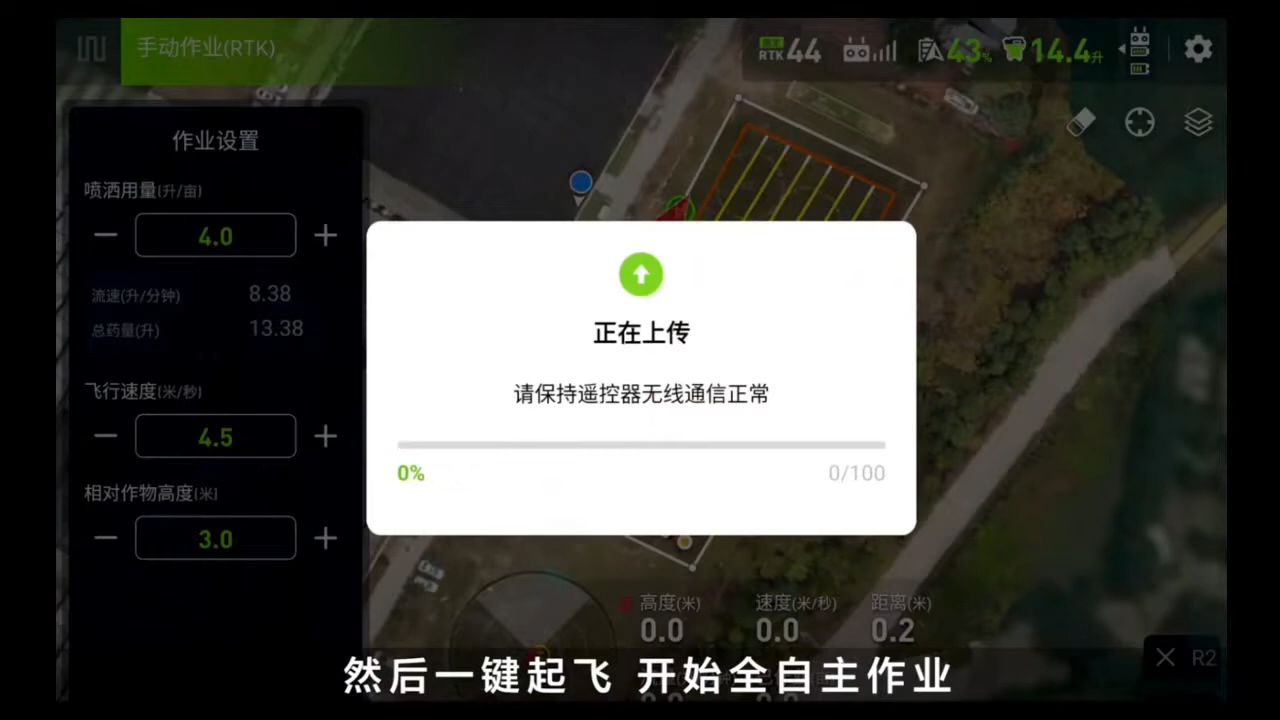 手动作业(RTK)
RTK 44
43%
14.4升
作业设置
喷洒用量(升/亩)
4.0
流速(升/分钟) 8.38
总药量(升) 13.38
飞行速度(米/秒)
4.5
相对作物高度(米)
3.0
正在上传
请保持遥控器无线通信正常
0% 0/100
高度(米) 速度(米/秒) 距离(米)
0.0 0.0 0.2
R2
然后一键起飞 开始全自主作业